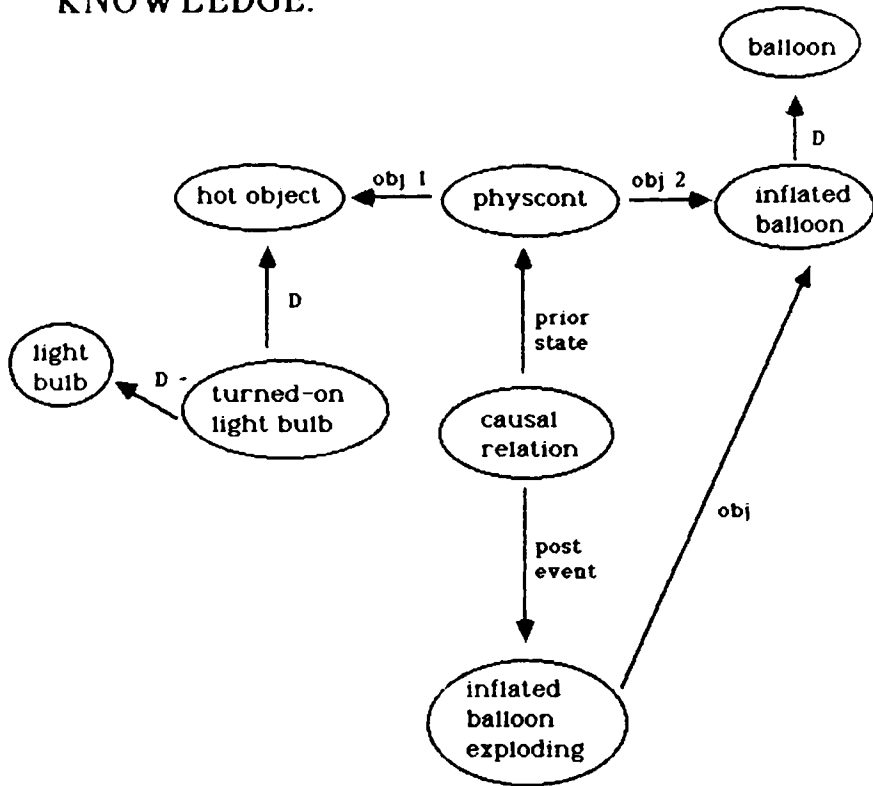 KNOWLEDGE:
balloon
D
hot object
obj 1
physcont
obj 2
inflated
balloon
D
prior
state
light
bulb
D -
turned-on
light bulb
causal
relation
obj
post
event
inflated
balloon
exploding